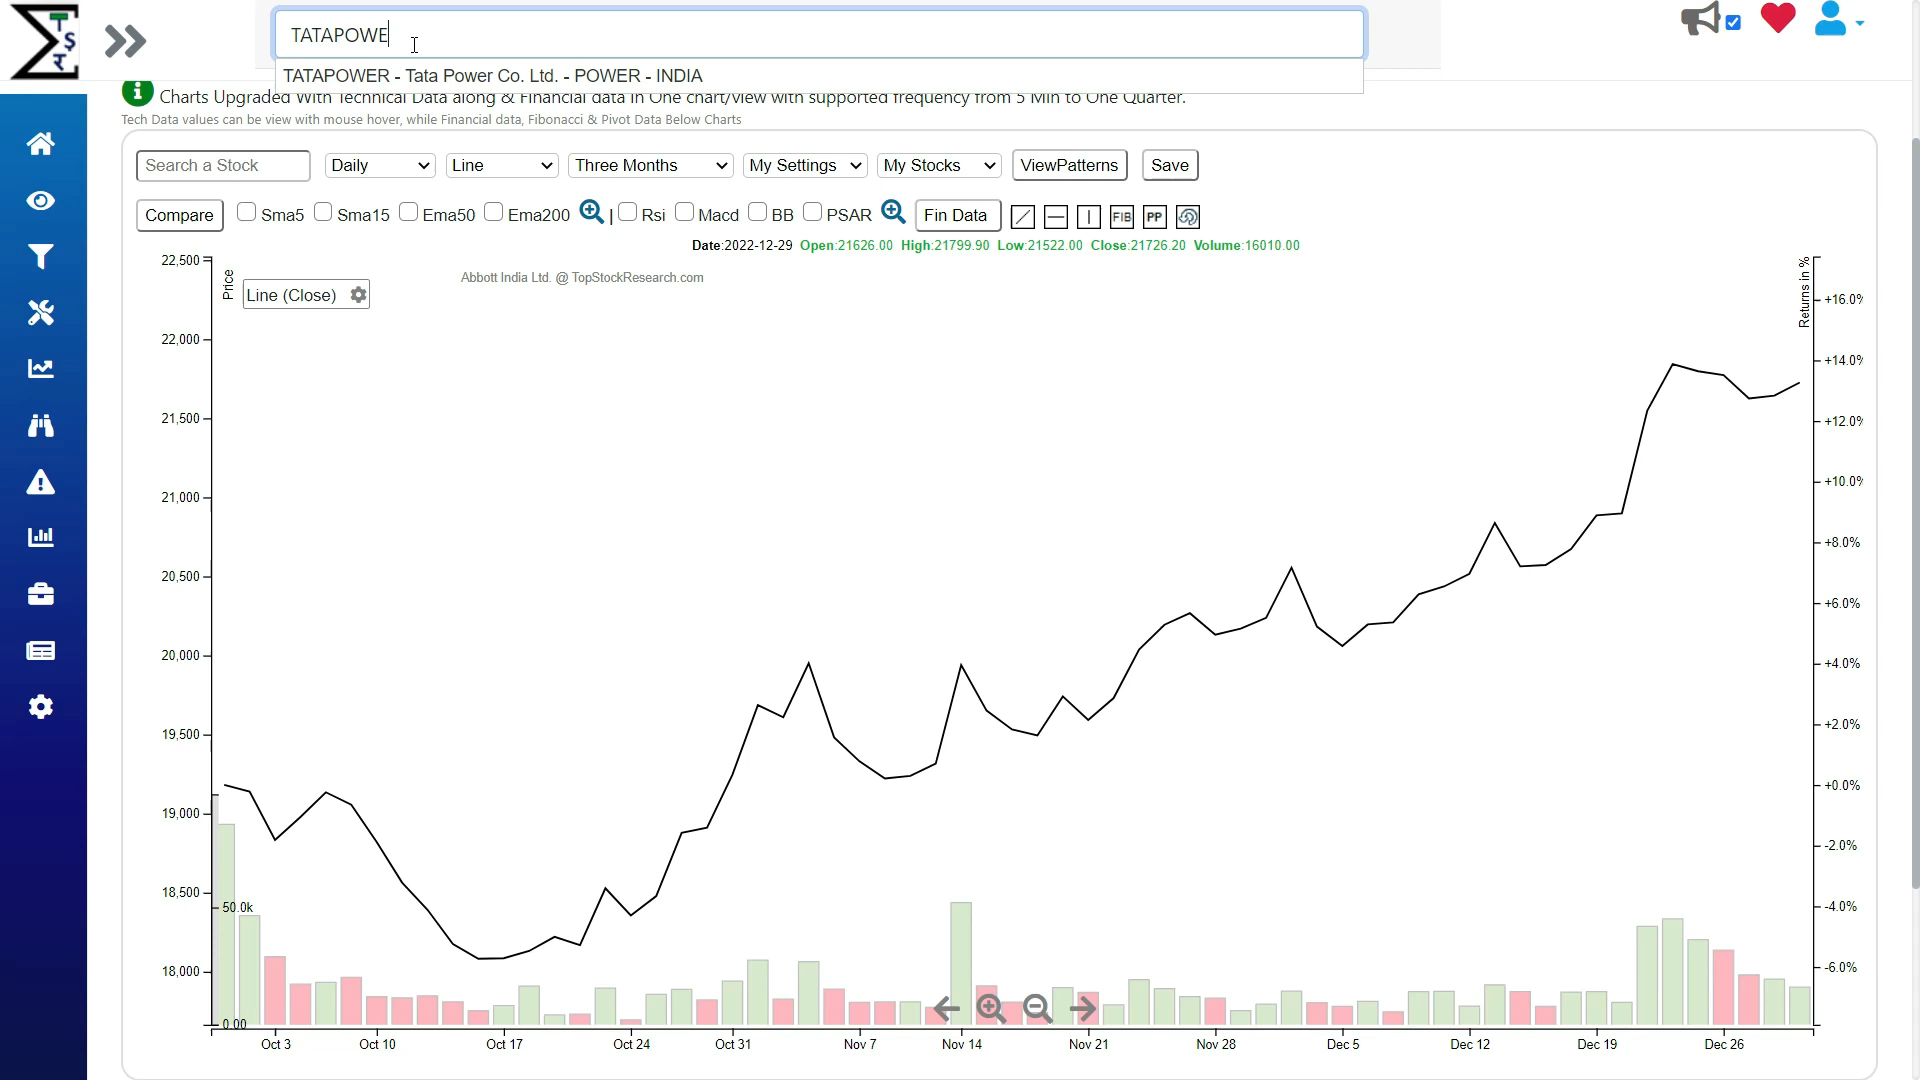 TATAPOWE
TATAPOWER - Tata Power Co. Ltd. - POWER - INDIA
Charts Upgraded With Technical Data along & Financial data in One chart/view with supported frequency from 5 Min to One Quarter.
Tech Data values can be view with mouse hover, while Financial data, Fibonacci & Pivot Data Below Charts
Search a Stock Daily Line Three Months My Settings My Stocks ViewPatterns Save
Compare Sma5 Sma15 Ema50 Ema200 | Rsi Macd BB PSAR Fin Data FIB PP
Date:2022-12-29 Open:21626.00 High:21799.90 Low:21522.00 Close:21726.20 Volume:16010.00
Abbott India Ltd. @ TopStockResearch.com
Line (Close)
Price
22,500
22,000
21,500
21,000
20,500
20,000
19,500
19,000
18,500
18,000
50.0k
0.00
Returns in %
+16.0%
+14.0%
+12.0%
+10.0%
+8.0%
+6.0%
+4.0%
+2.0%
+0.0%
-2.0%
-4.0%
-6.0%
Oct 3 Oct 10 Oct 17 Oct 24 Oct 31 Nov 7 Nov 14 Nov 21 Nov 28 Dec 5 Dec 12 Dec 19 Dec 26